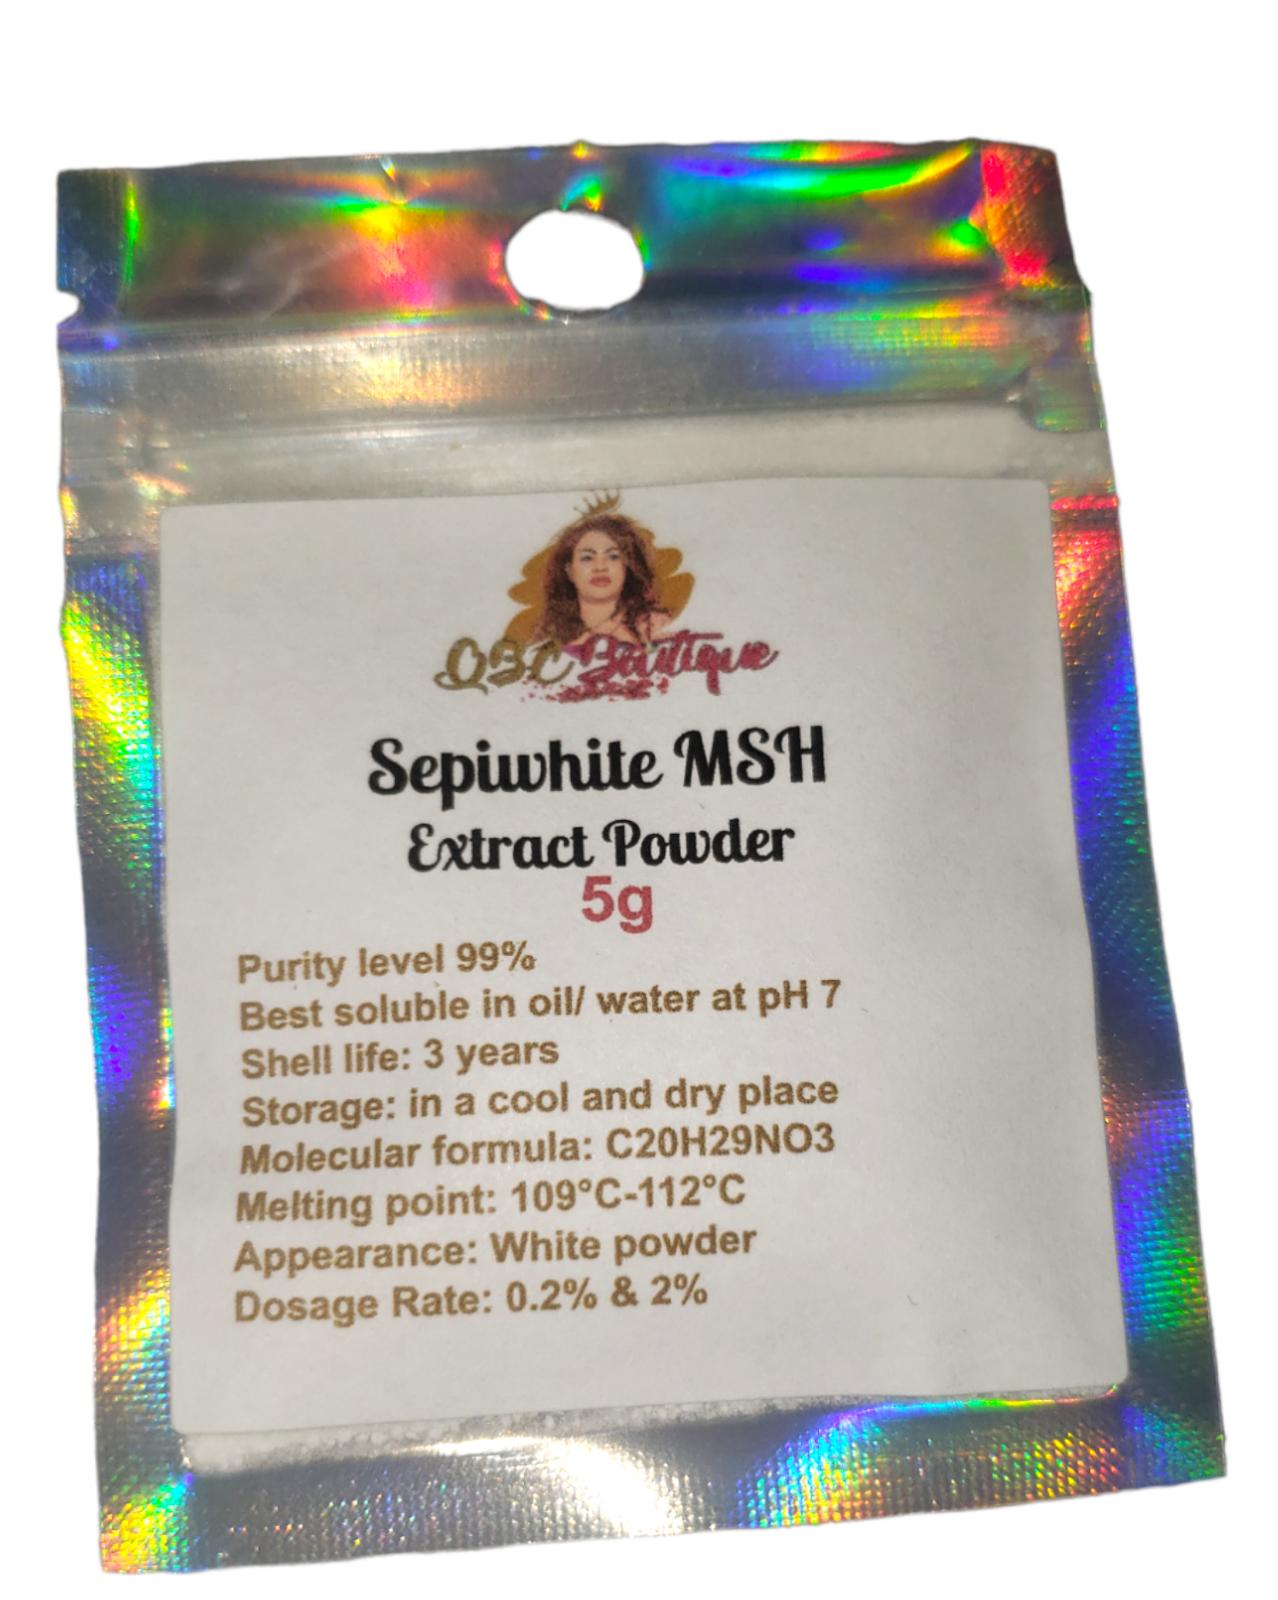 QBC Boutique
Sepiwhite MSH
Extract Powder
5g
Purity level 99%
Best soluble in oil/ water at pH 7
Shell life: 3 years
Storage: in a cool and dry place
Molecular formula: C20H29NO3
Melting point: 109°C-112°C
Appearance: White powder
Dosage Rate: 0.2% & 2%